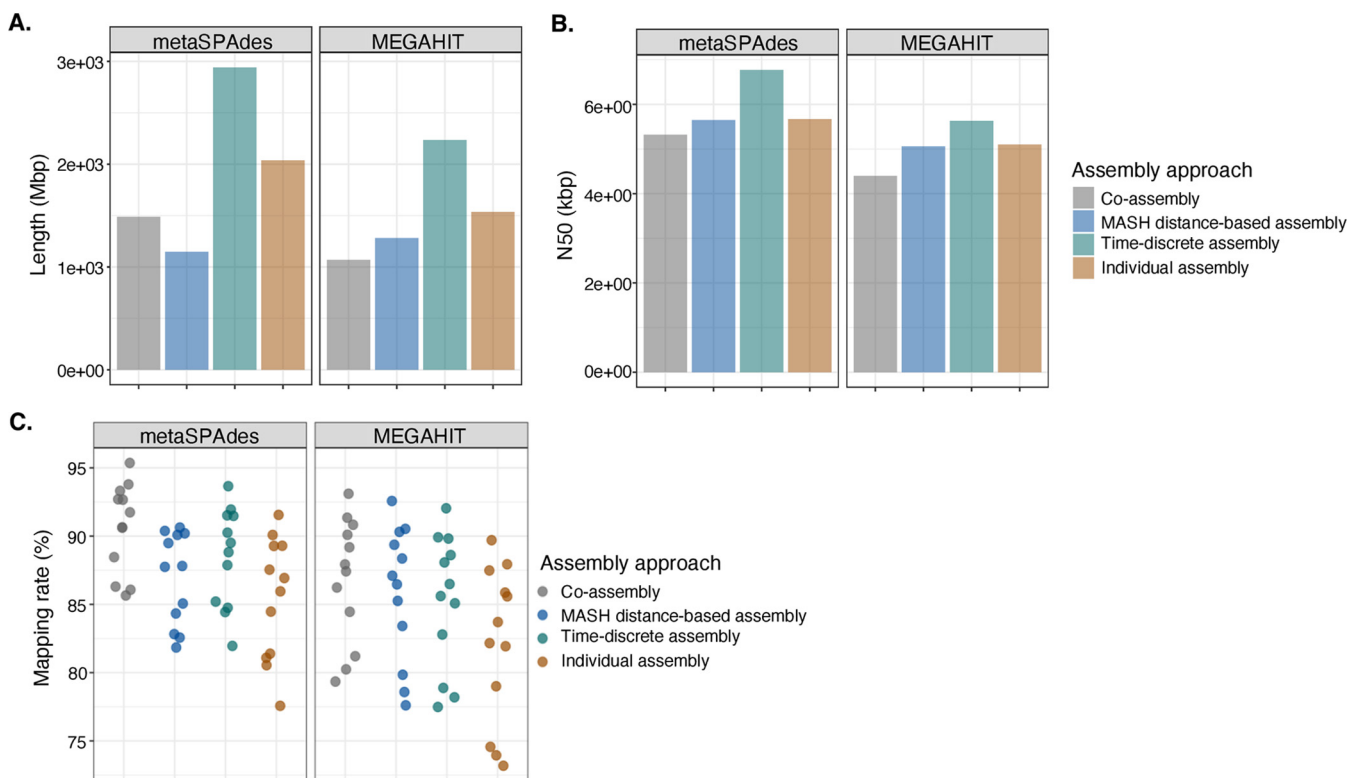 A.
metaSPAdes
MEGAHIT
Length (Mbp)
3e+03
2e+03
1e+03
0e+00
B.
metaSPAdes
MEGAHIT
N50 (kbp)
6e+00
4e+00
2e+00
0e+00
Assembly approach
Co-assembly
MASH distance-based assembly
Time-discrete assembly
Individual assembly
C.
metaSPAdes
MEGAHIT
Mapping rate (%)
95
90
85
80
75
Assembly approach
Co-assembly
MASH distance-based assembly
Time-discrete assembly
Individual assembly